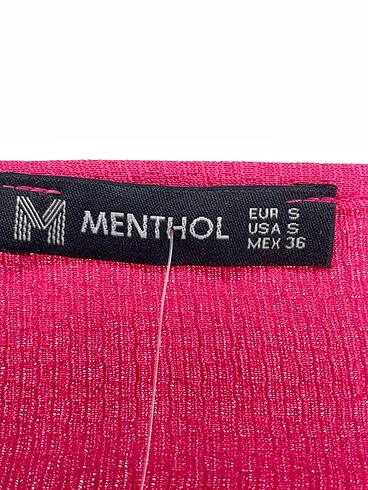 M MENTHOL
EUR S
USA S
MEX 36